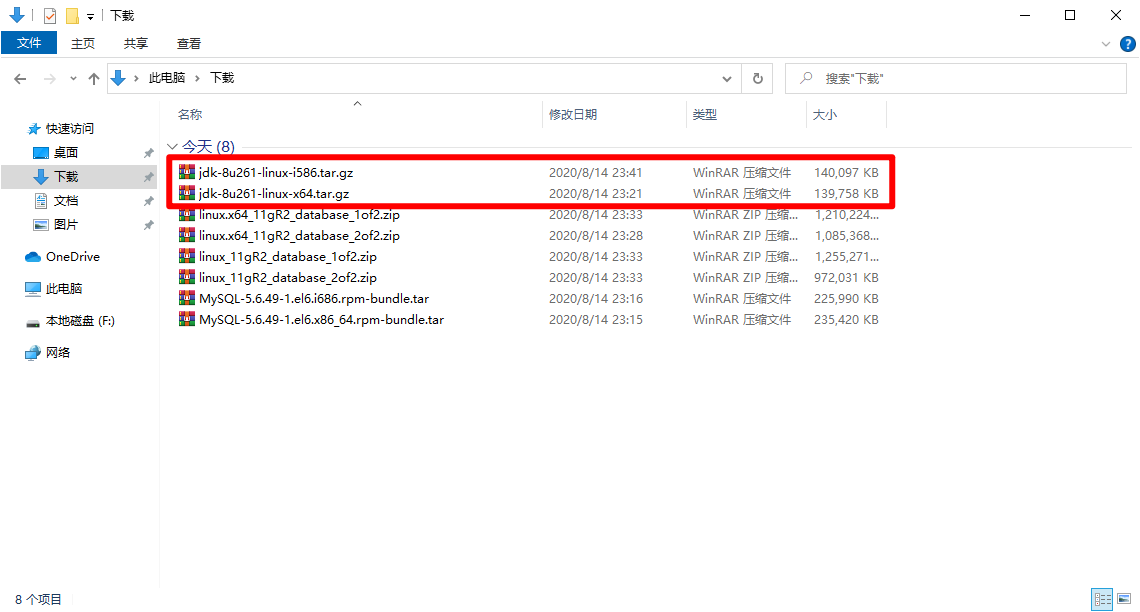 下载
文件 主页 共享 查看
此电脑 › 下载 搜索"下载"
名称 修改日期 类型 大小
快速访问
桌面
下载
文档
图片
OneDrive
此电脑
本地磁盘 (F:)
网络
今天 (8)
jdk-8u261-linux-i586.tar.gz 2020/8/14 23:41 WinRAR 压缩文件 140,097 KB
jdk-8u261-linux-x64.tar.gz 2020/8/14 23:21 WinRAR 压缩文件 139,758 KB
linux.x64_11gR2_database_1of2.zip 2020/8/14 23:33 WinRAR ZIP 压缩... 1,210,224...
linux.x64_11gR2_database_2of2.zip 2020/8/14 23:28 WinRAR ZIP 压缩... 1,085,368...
linux_11gR2_database_1of2.zip 2020/8/14 23:33 WinRAR ZIP 压缩... 1,255,271...
linux_11gR2_database_2of2.zip 2020/8/14 23:33 WinRAR ZIP 压缩... 972,031 KB
MySQL-5.6.49-1.el6.i686.rpm-bundle.tar 2020/8/14 23:16 WinRAR 压缩文件 225,990 KB
MySQL-5.6.49-1.el6.x86_64.rpm-bundle.tar 2020/8/14 23:15 WinRAR 压缩文件 235,420 KB
8 个项目